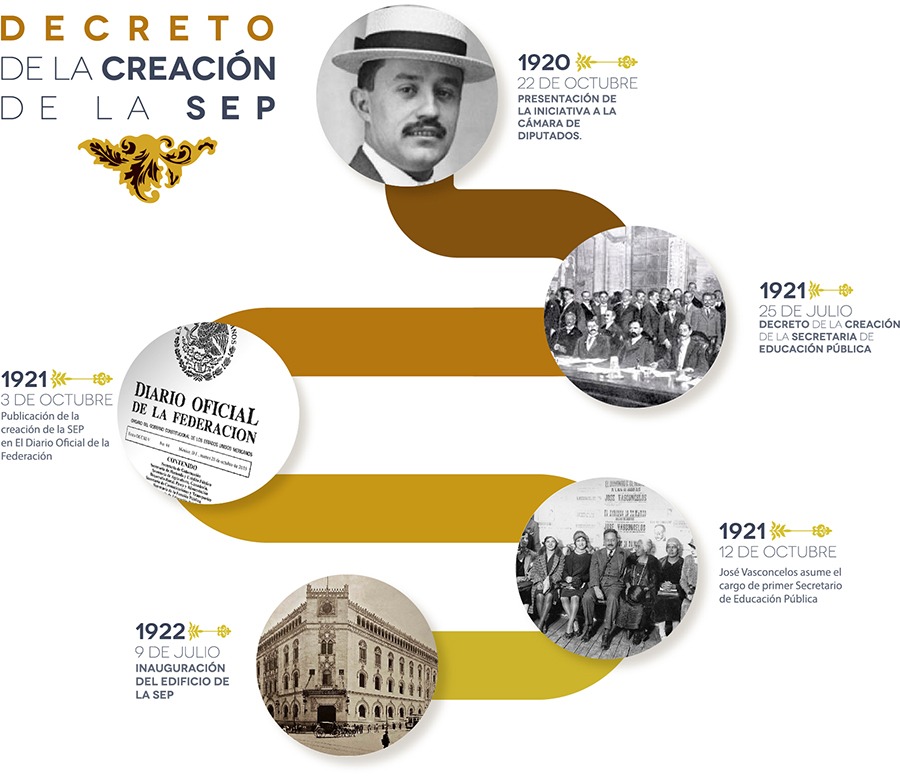 DECRETO
DE LA CREACIÓN
DE LA SEP
1920
22 DE OCTUBRE
PRESENTACIÓN DE
LA INICIATIVA A LA
CÁMARA DE
DIPUTADOS.
1921
25 DE JULIO
DECRETO DE LA CREACIÓN
DE LA SECRETARIA DE
EDUCACIÓN PÚBLICA
1921
3 DE OCTUBRE
Publicación de la
creación de la SEP
en El Diario Oficial de la
Federación
DIARIO OFICIAL
DE LA FEDERACION
ORGANO DEL GOBIERNO CONSTITUCIONAL DE LOS ESTADOS UNIDOS MEXICANOS
CONTENIDO
1921
12 DE OCTUBRE
José Vasconcelos asume el
cargo de primer Secretario
de Educación Pública
JOSE VASCONCELOS
1922
9 DE JULIO
INAUGURACIÓN
DEL EDIFICIO DE
LA SEP